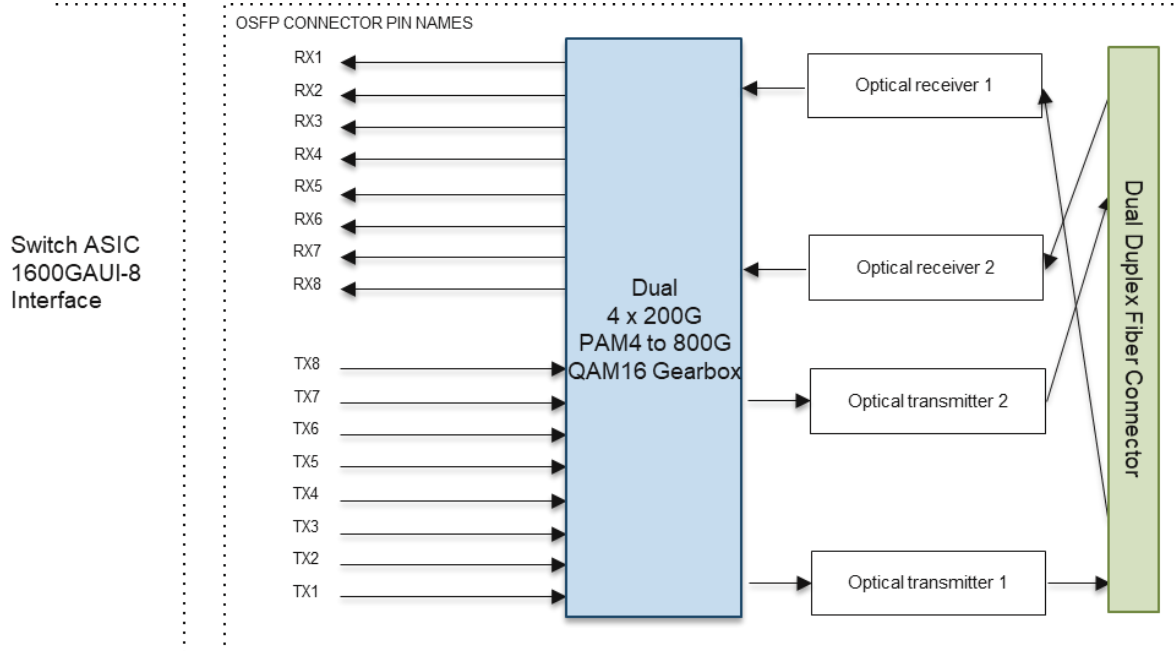 OSFP CONNECTOR PIN NAMES
RX1
RX2
RX3
RX4
RX5
RX6
RX7
RX8
TX8
TX7
TX6
TX5
TX4
TX3
TX2
TX1
Switch ASIC
1600GAUI-8
Interface
Dual
4 x 200G
PAM4 to 800G
QAM16 Gearbox
Optical receiver 1
Optical receiver 2
Optical transmitter 2
Optical transmitter 1
Dual Duplex Fiber Connector